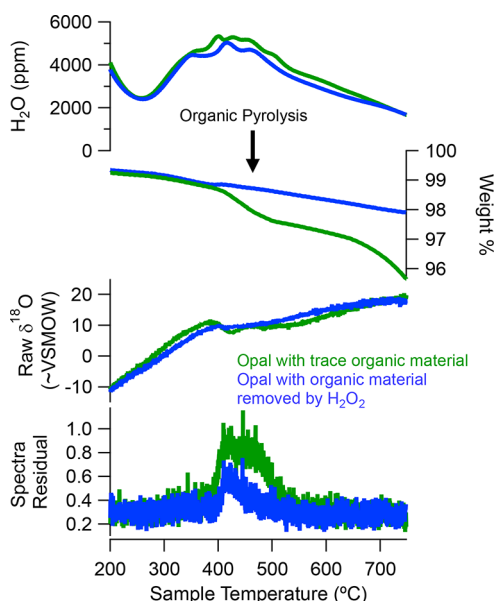 6000
4000
2000
0
H₂O (ppm)
Organic Pyrolysis
100
99
98
97
96
Weight %
20
10
0
-10
Raw δ¹⁸O
(~VSMOW)
Opal with trace organic material
Opal with organic material
removed by H₂O₂
1.0
0.8
0.6
0.4
0.2
Spectra
Residual
200 300 400 500 600 700
Sample Temperature (ºC)